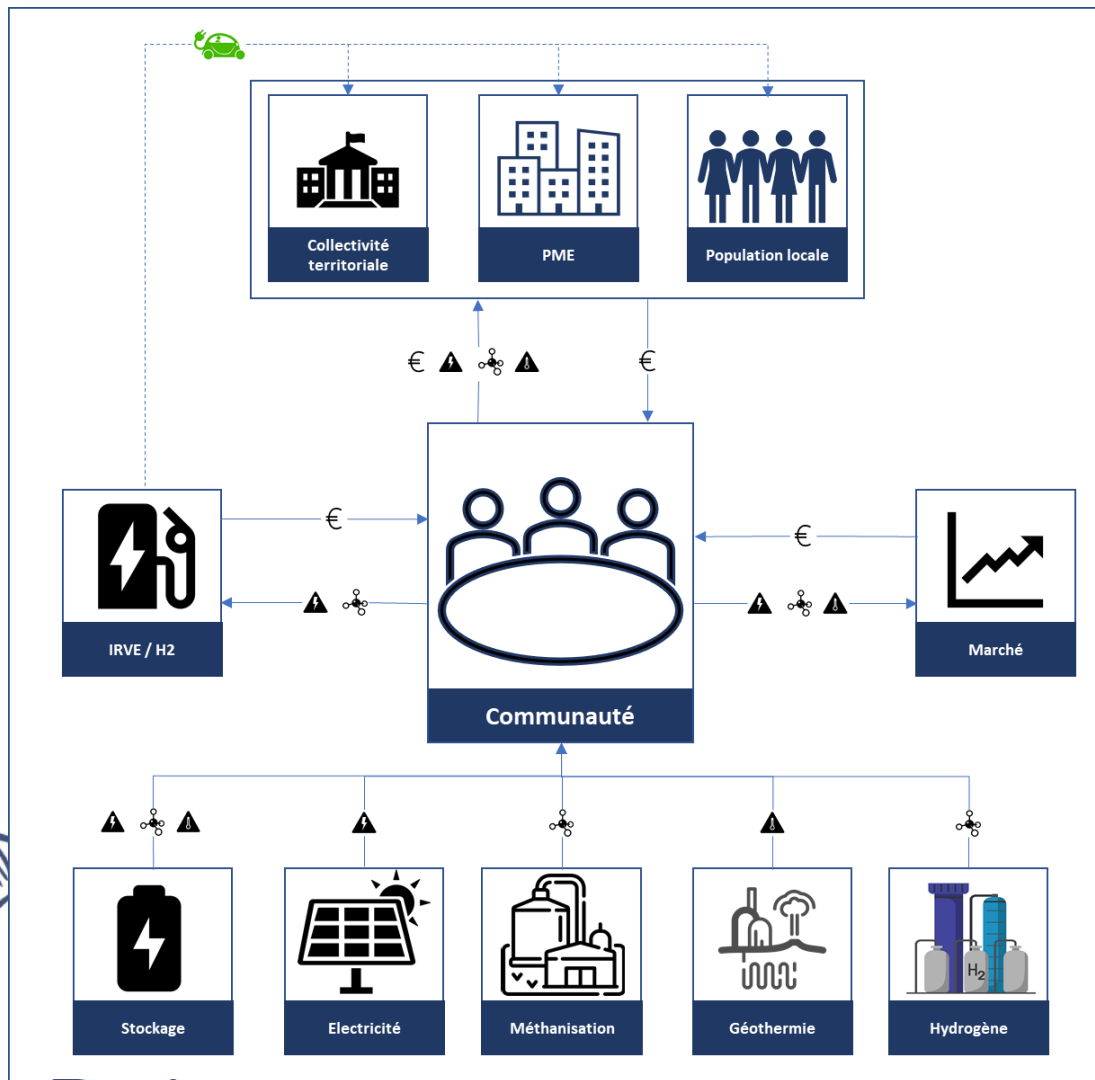 Collectivité
territoriale
PME
Population locale
€
€
€
€
IRVE / H2
Marché
Communauté
H2
Stockage
Electricité
Méthanisation
Géothermie
Hydrogène